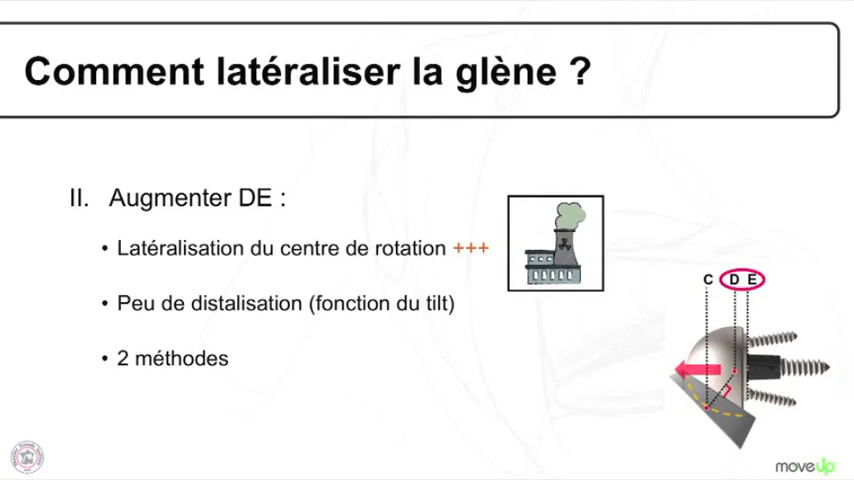 Comment latéraliser la glène ?
II. Augmenter DE :
• Latéralisation du centre de rotation +++
• Peu de distalisation (fonction du tilt)
• 2 méthodes
C D E
moveUp